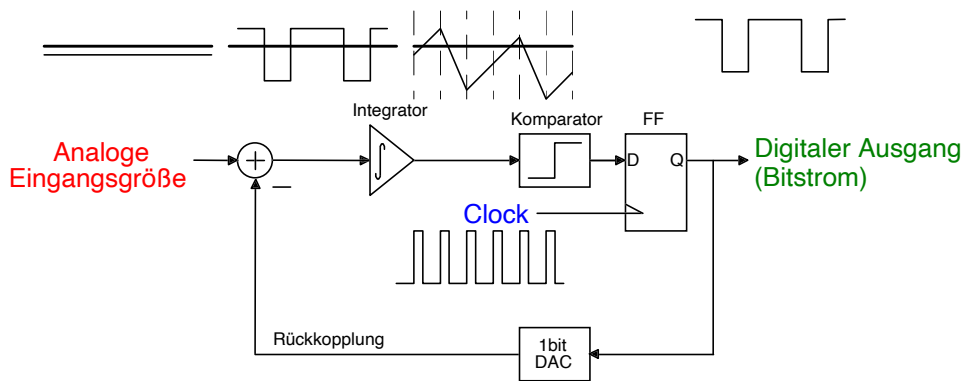 Integrator
Komparator
FF
Analoge
Eingangsgröße
+
−
∫
D
Q
Digitaler Ausgang
(Bitstrom)
Clock
Rückkopplung
1bit
DAC